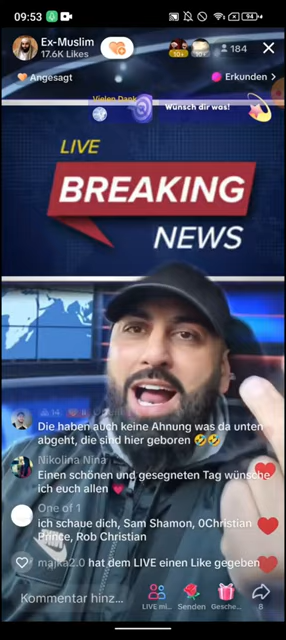 09:53
94
Ex-Muslim
17.6K Likes
10+
184
Angesagt
Erkunden >
Vielen Dank
Wünsch dir was!
LIVE
BREAKING
NEWS
14
Die haben auch keine Ahnung was da unten
abgeht, die sind hier geboren 🤣🤣
Nikolina Nina
Einen schönen und gesegneten Tag wünsche
ich euch allen 💗
One of 1
ich schaue dich, Sam Shamon, 0Christian
Prince, Rob Christian
majka2.0 hat dem LIVE einen Like gegeben
Kommentar hinz...
LIVE mi...
Senden
Gesche...
8